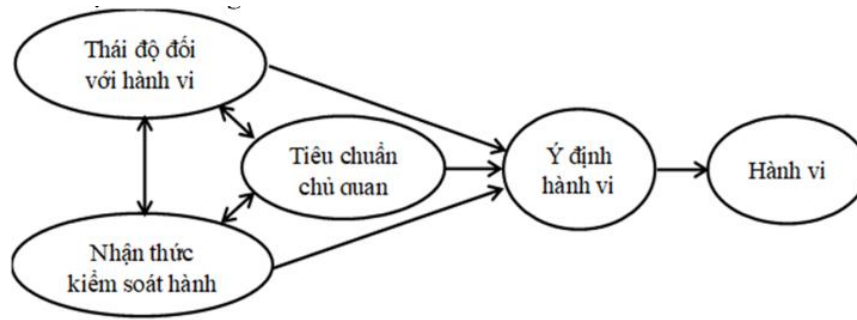 Thái độ đối
với hành vi
Tiêu chuẩn
chủ quan
Ý định
hành vi
Hành vi
Nhận thức
kiểm soát hành